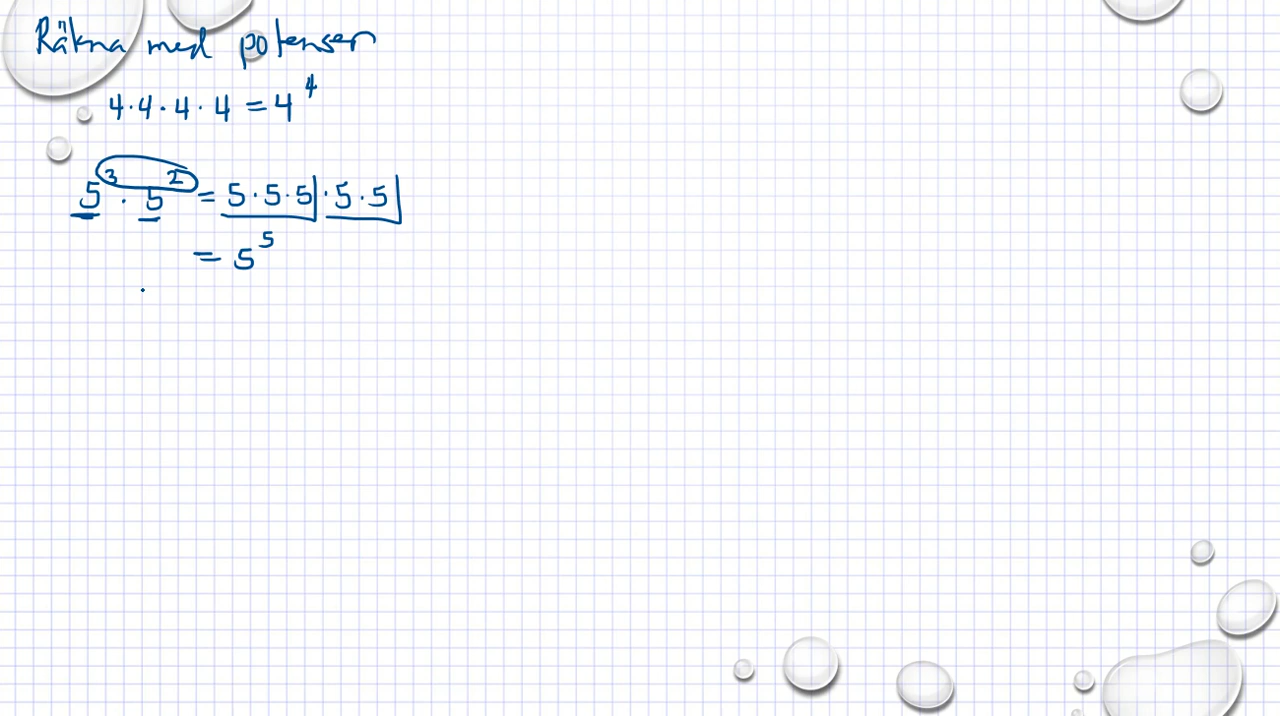 Räkna med potenser
4·4·4·4 = 4⁴
5³ · 5² = 5·5·5·5·5
= 5⁵